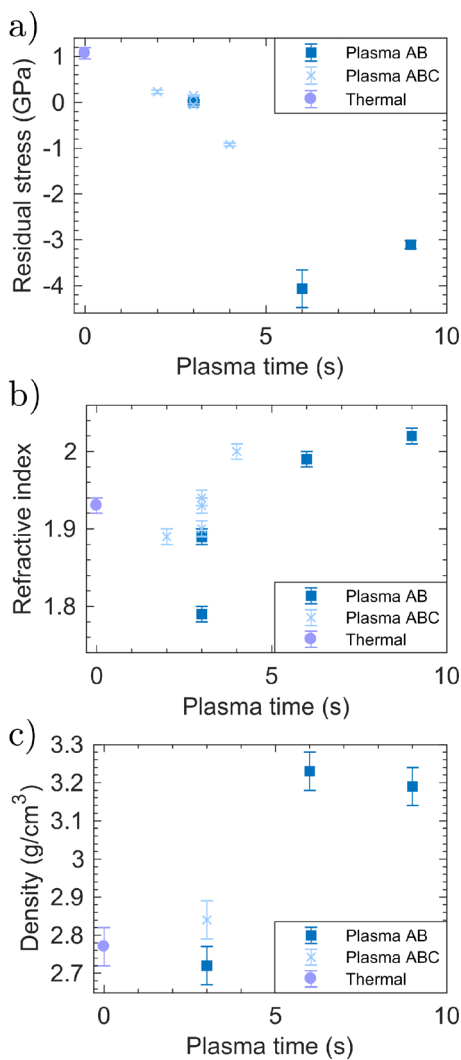 a)
1
0
-1
-2
-3
-4
Residual stress (GPa)
Plasma AB
Plasma ABC
Thermal
0 5 10
Plasma time (s)
b)
2
1.9
1.8
Refractive index
Plasma AB
Plasma ABC
Thermal
0 5 10
Plasma time (s)
c)
3.3
3.2
3.1
3
2.9
2.8
2.7
Density (g/cm³)
Plasma AB
Plasma ABC
Thermal
0 5 10
Plasma time (s)